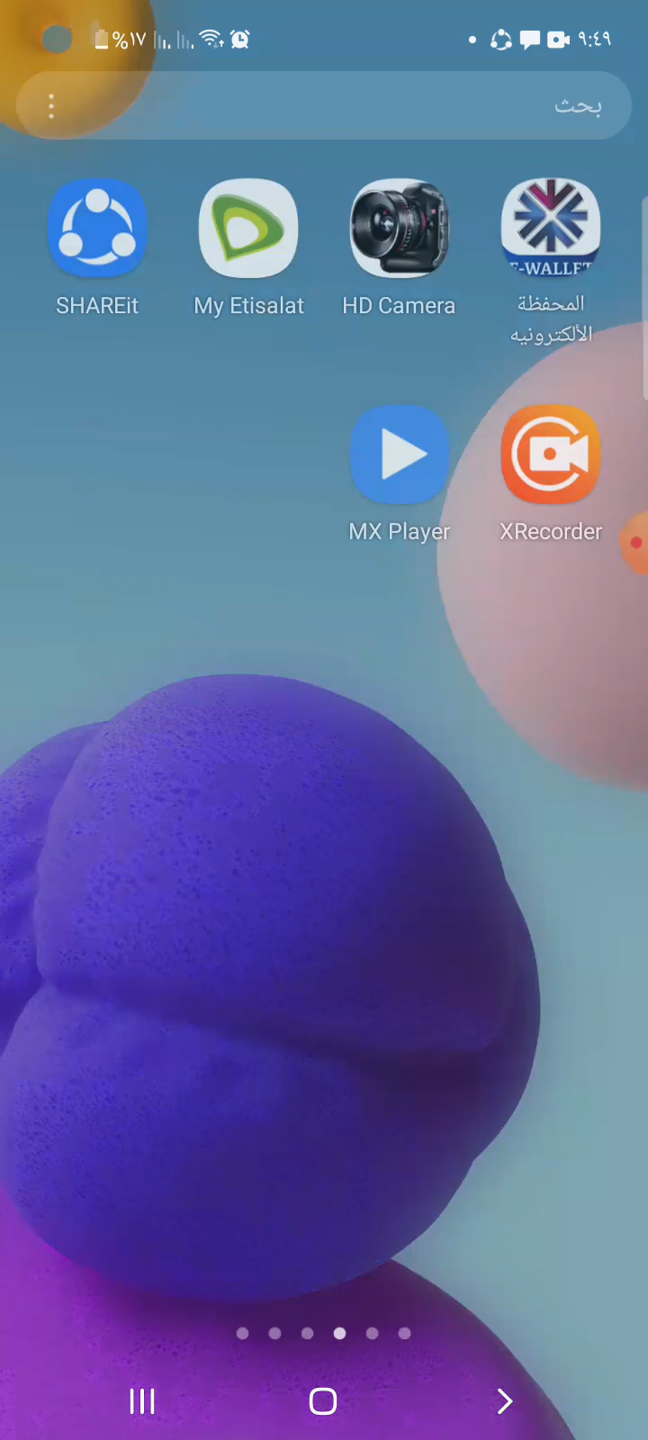 ٩:٤٩
%١٧
بحث
E-WALLET
المحفظة
الألكترونيه
HD Camera
My Etisalat
SHAREit
XRecorder
MX Player